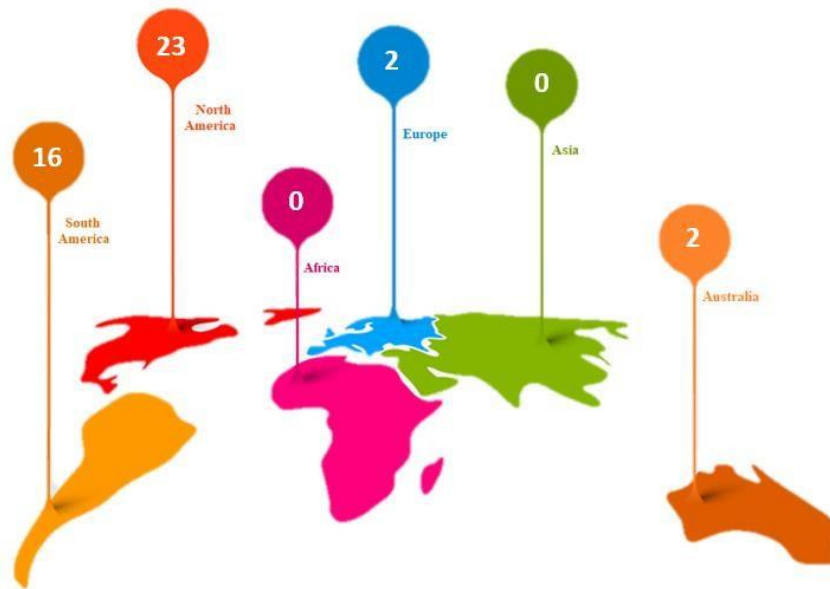 23
North
America
2
Europe
0
Asia
16
South
America
0
Africa
2
Australia